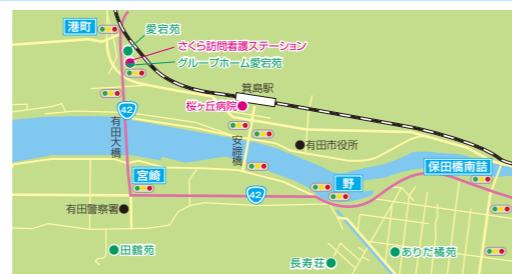 港町
愛宕苑
さくら訪問看護ステーション
グループホーム愛宕苑
箕島駅
桜ヶ丘病院
42
有田大橋
安諦橋
有田市役所
保田橋南詰
宮崎
野
42
有田警察署
田鶴苑
長寿荘
ありだ橘苑